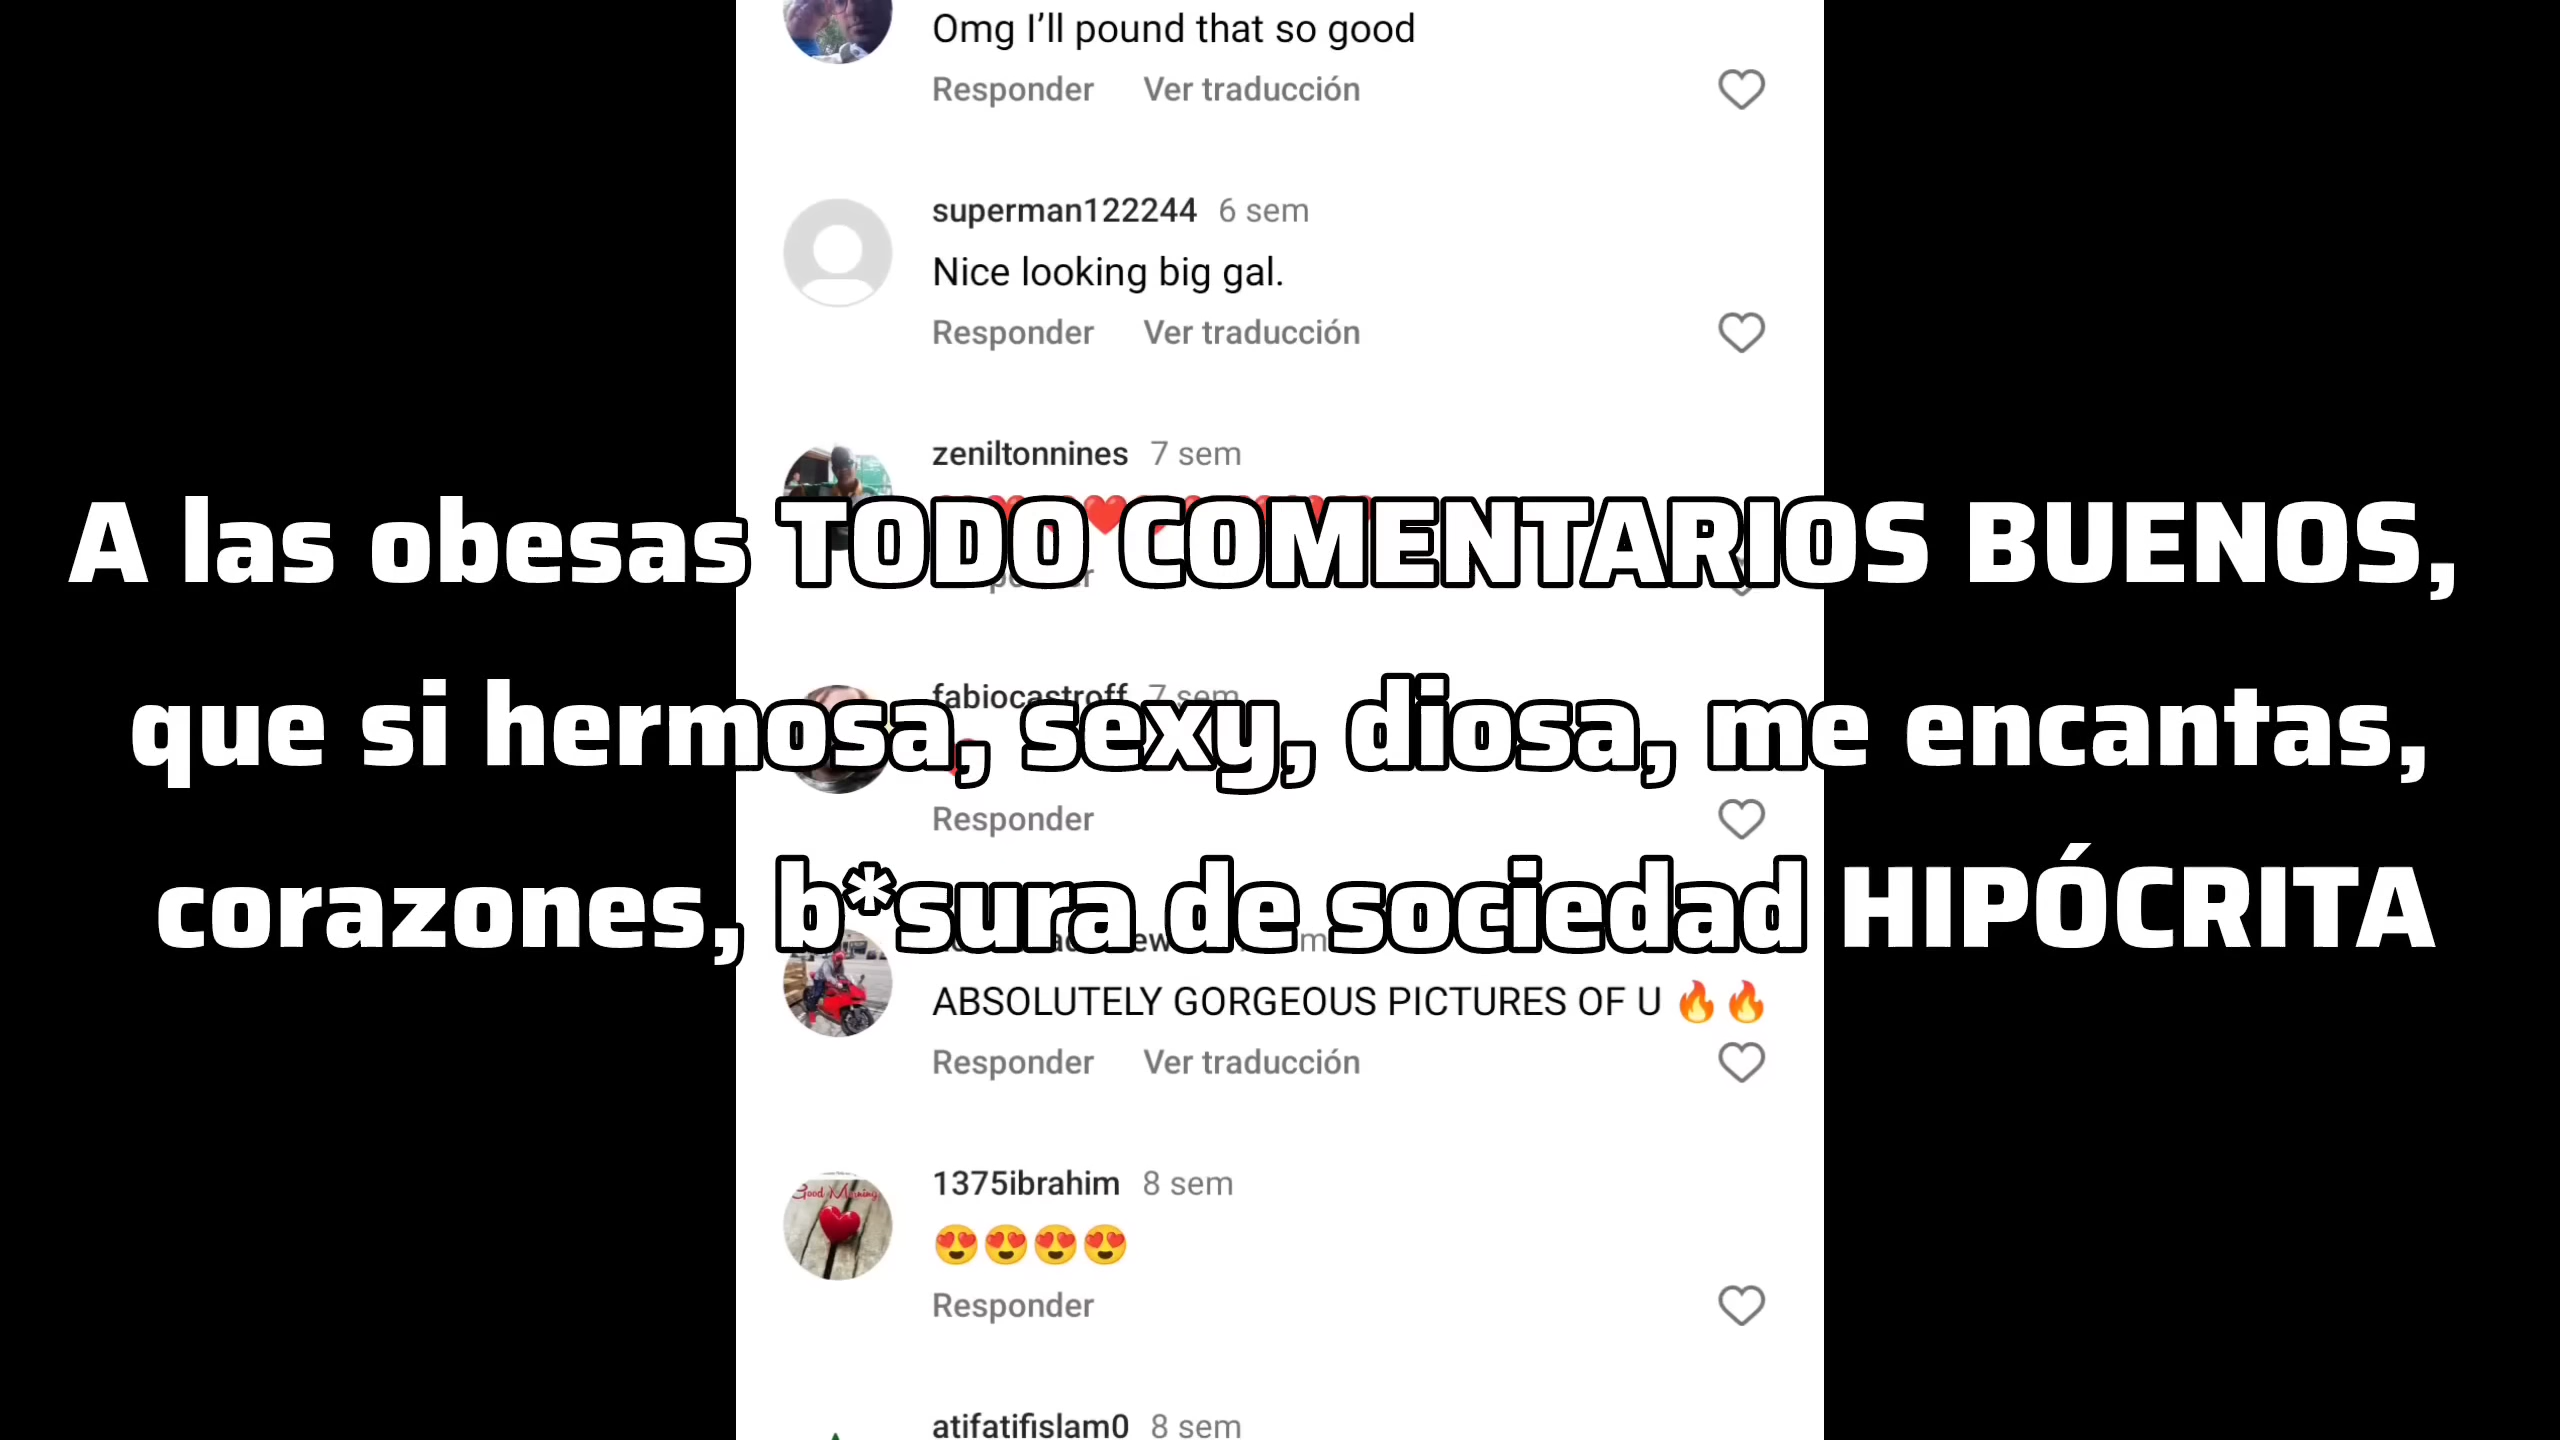 Omg I’ll pound that so good
Responder Ver traducción
superman122244 6 sem
Nice looking big gal.
Responder Ver traducción
zeniltonnines 7 sem
A las obesas TODO COMENTARIOS BUENOS,
fabiocastroff 7 sem
que si hermosa, sexy, diosa, me encantas,
Responder
corazones, b*sura de sociedad HIPÓCRITA
ABSOLUTELY GORGEOUS PICTURES OF U 🔥🔥
Responder Ver traducción
Good Morning
1375ibrahim 8 sem
😍😍😍😍
Responder
atifatifislam0 8 sem